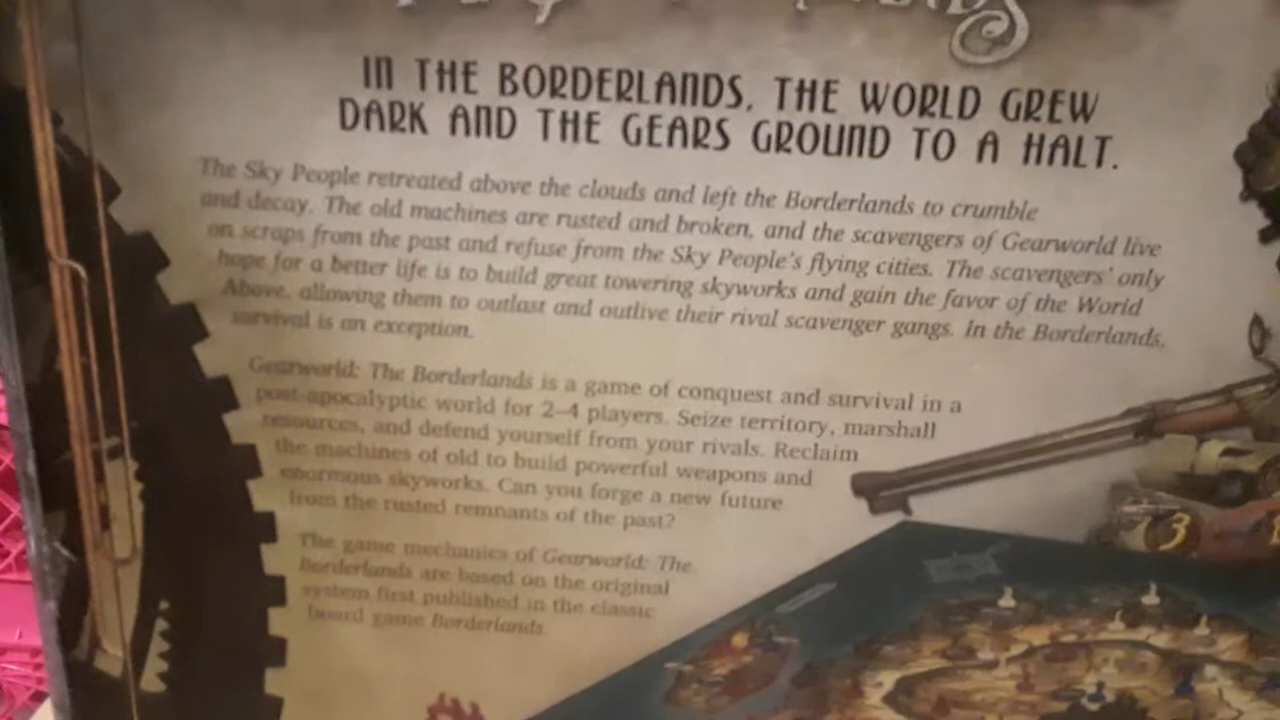 IN THE BORDERLANDS, THE WORLD GREW
DARK AND THE GEARS GROUND TO A HALT.
The Sky People retreated above the clouds and left the Borderlands to crumble
and decay. The old machines are rusted and broken, and the scavengers of Gearworld live
on scraps from the past and refuse from the Sky People's flying cities. The scavengers' only
hope for a better life is to build great towering skyworks and gain the favor of the World
Above, allowing them to outlast and outlive their rival scavenger gangs. In the Borderlands,
survival is an exception.
Gearworld: The Borderlands is a game of conquest and survival in a
post-apocalyptic world for 2–4 players. Seize territory, marshall
resources, and defend yourself from your rivals. Reclaim
the machines of old to build powerful weapons and
enormous skyworks. Can you forge a new future
from the rusted remnants of the past?
The game mechanics of Gearworld: The
Borderlands are based on the original
system first published in the classic
board game Borderlands
3